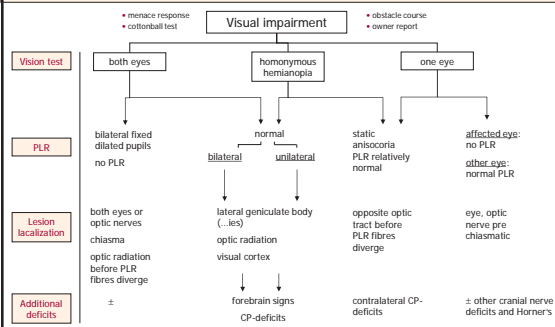 • menace response
• cottonball test
Visual impairment
• obstacle course
• owner report
Vision test
both eyes
homonymous
hemianopia
one eye
PLR
bilateral fixed
dilated pupils
no PLR
normal
bilateral
unilateral
static
anisocoria
PLR relatively
normal
affected eye:
no PLR
other eye:
normal PLR
Lesion
lacalization
both eyes or
optic nerves
chiasma
optic radiation
before PLR
fibres diverge
lateral geniculate body
(...ies)
optic radiation
visual cortex
opposite optic
tract before
PLR fibres
diverge
eye, optic
nerve pre
chiasmatic
Additional
deficits
±
forebrain signs
CP-deficits
contralateral CP-
deficits
± other cranial nerve
deficits and Horner's